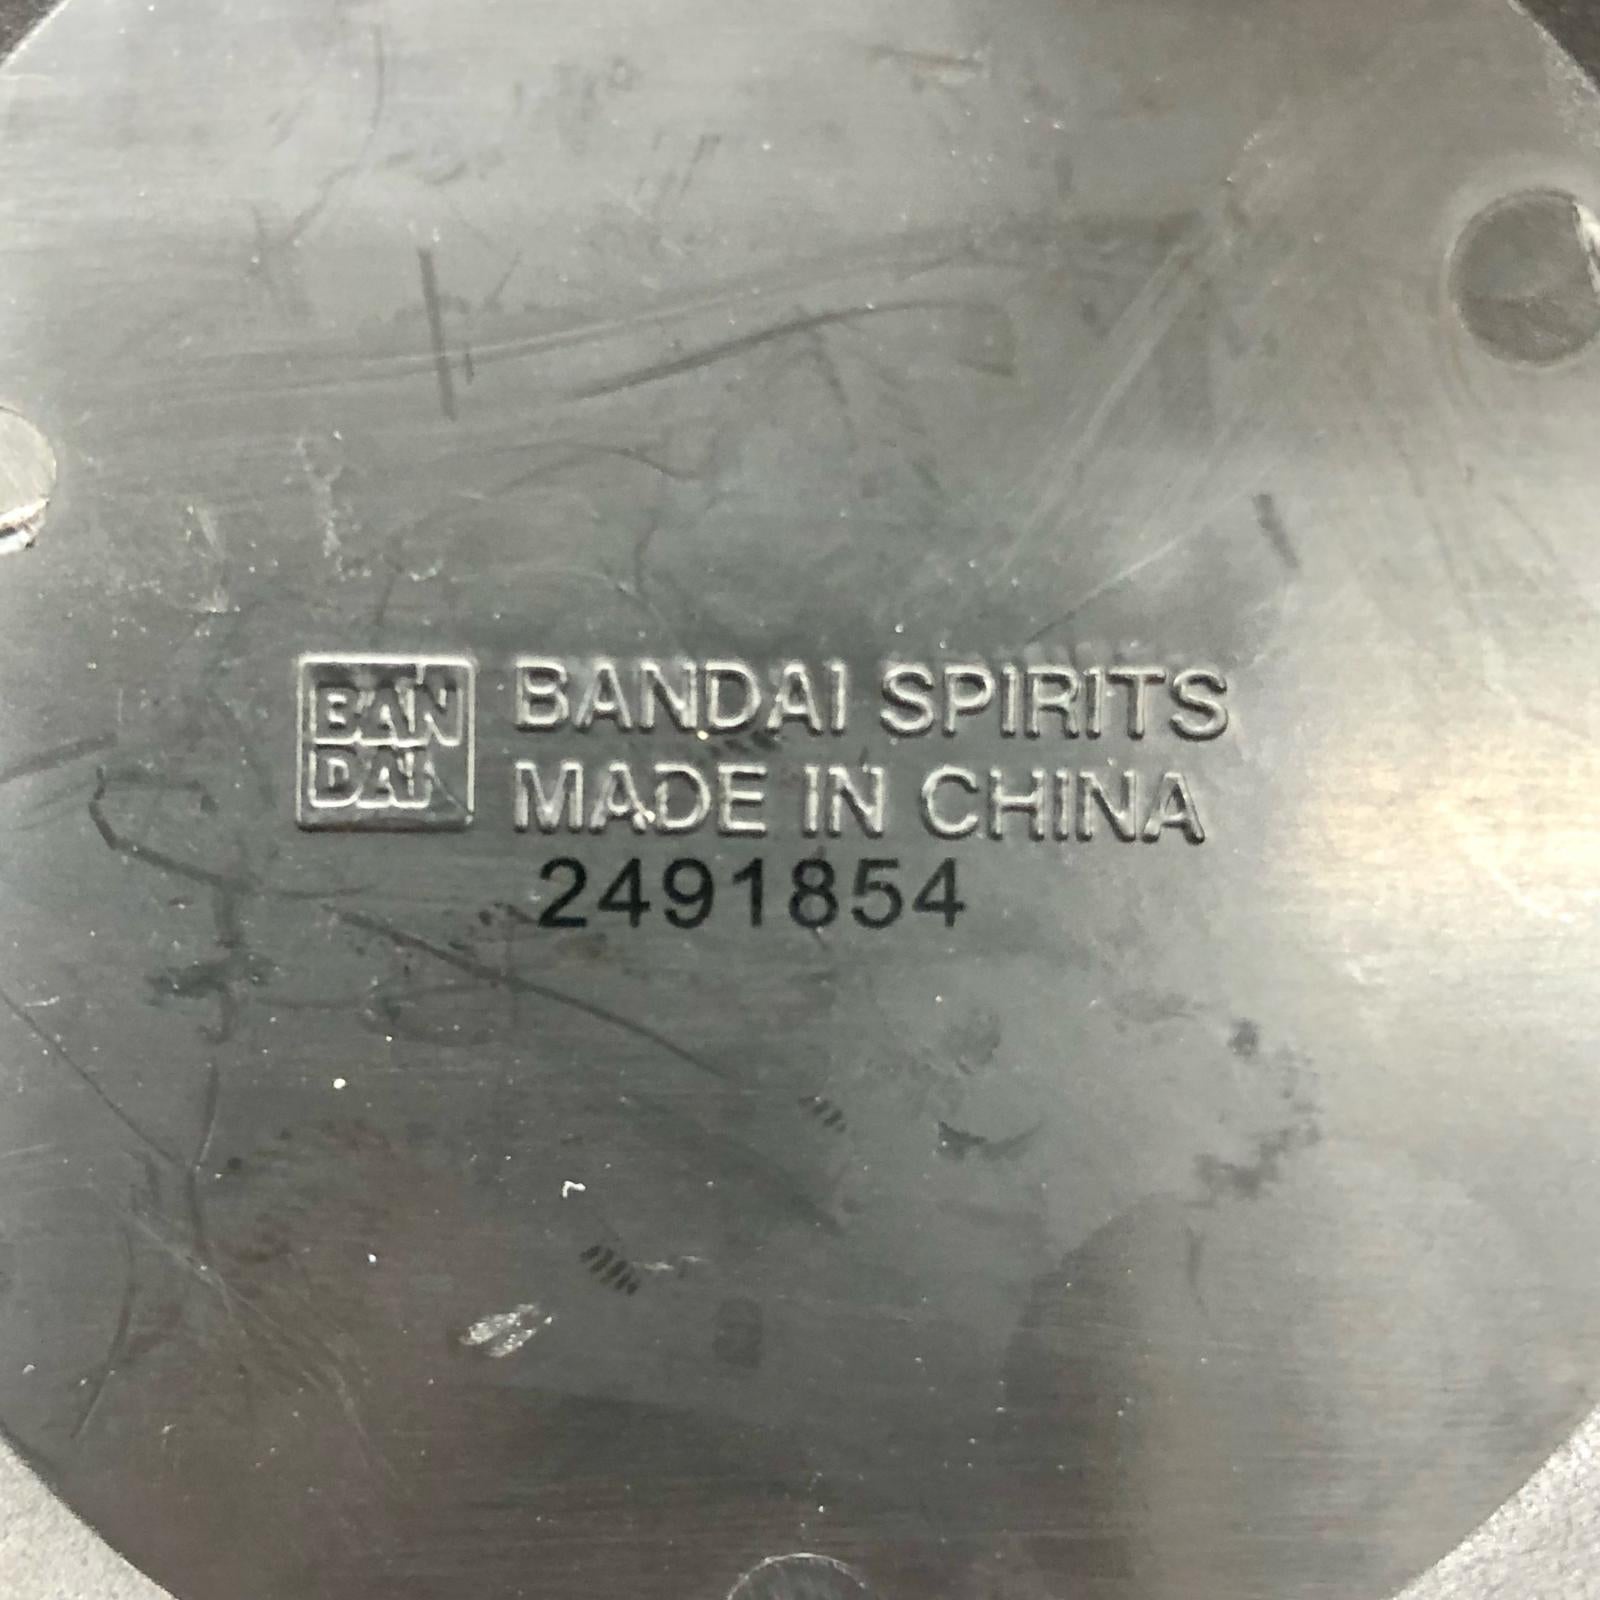 BAN
DAI
BANDAI SPIRITS
MADE IN CHINA
2491854